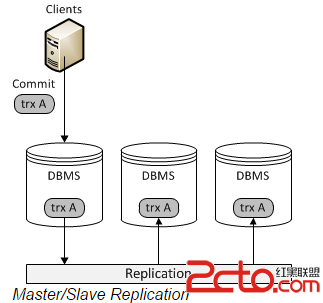 Clients
Commit
trx A
DBMS DBMS DBMS
trx A trx A trx A
Replication
2cto.com 红黑联盟
Master/Slave Replication